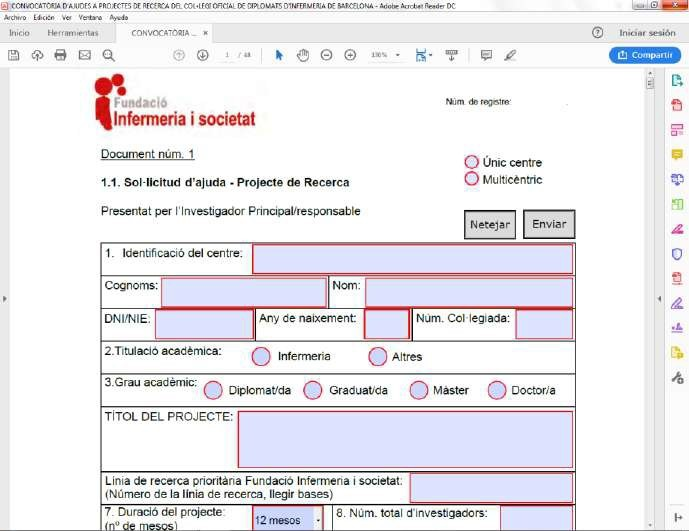 CONVOCATÒRIA D'AJUDES A PROJECTES DE RECERCA DEL COL·LEGI OFICIAL DE DIPLOMATS D'INFERMERIA DE BARCELONA - Adobe Acrobat Reader DC
Archivo Edición Ver Ventana Ayuda
Inicio Herramientas CONVOCATÒRIA ... × Iniciar sesión
1 / 48 130% Compartir
Fundació
Infermeria i societat
Núm. de registre:
Document núm. 1
Únic centre
Multicèntric
1.1. Sol·licitud d'ajuda - Projecte de Recerca
Presentat per l'Investigador Principal/responsable
Netejar Enviar
1. Identificació del centre:
Cognoms: Nom:
DNI/NIE: Any de naixement: Núm. Col·legiada:
2.Titulació acadèmica: Infermeria Altres
3.Grau acadèmic: Diplomat/da Graduat/da Màster Doctor/a
TÍTOL DEL PROJECTE:
Línia de recerca prioritària Fundació Infermeria i societat:
(Número de la línia de recerca, llegir bases)
7. Duració del projecte: 12 mesos 8. Núm. total d'investigadors:
(nº de mesos)